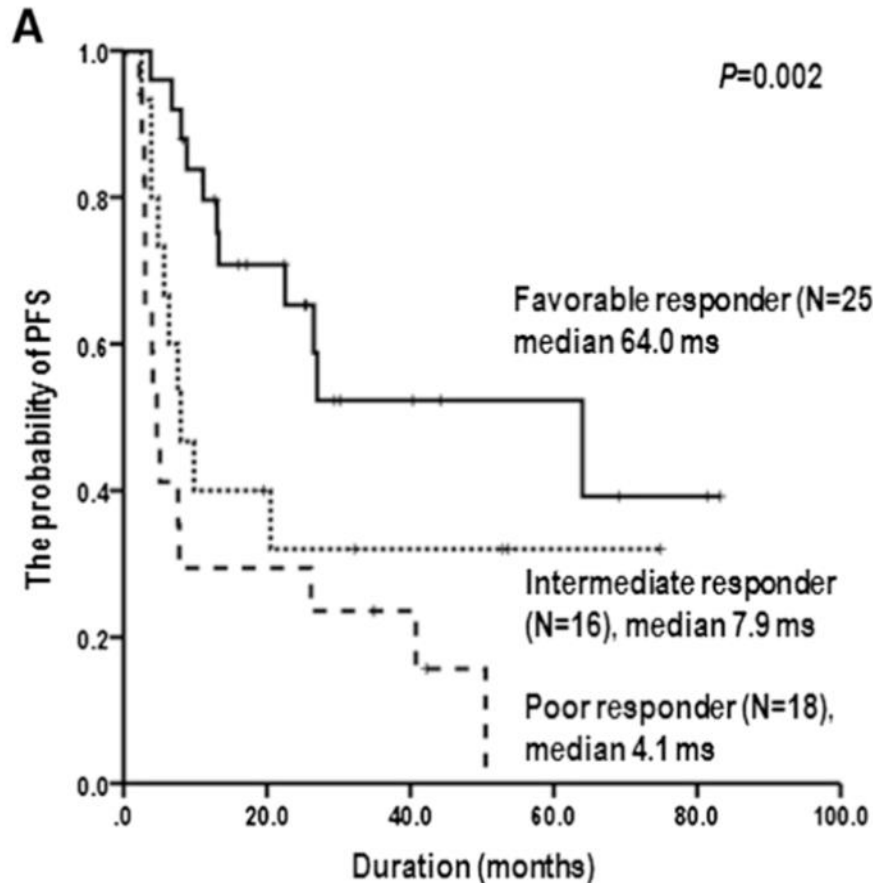 A
P=0.002
1.0
0.8
0.6
0.4
0.2
0.0
The probability of PFS
Favorable responder (N=25
median 64.0 ms
Intermediate responder
(N=16), median 7.9 ms
Poor responder (N=18),
median 4.1 ms
.0 20.0 40.0 60.0 80.0 100.0
Duration (months)